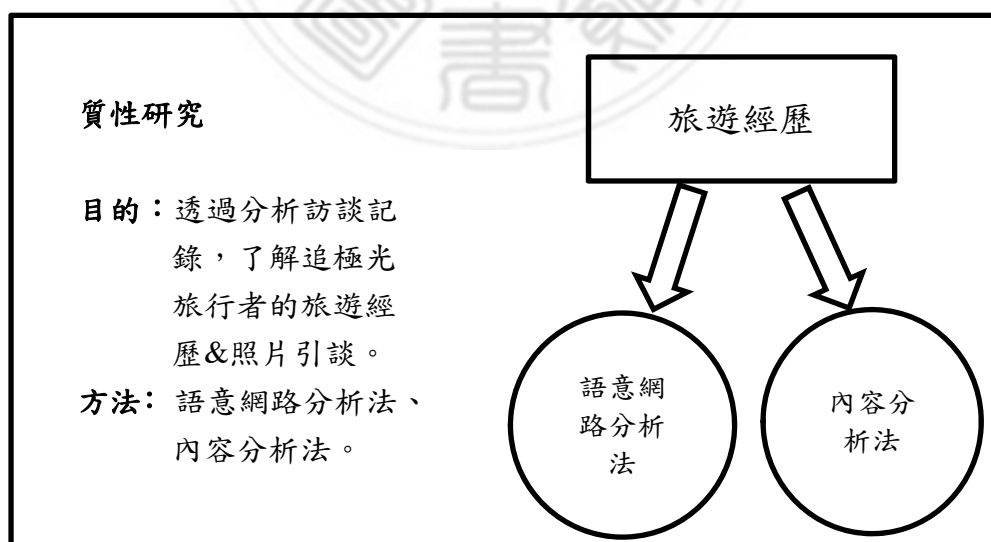 質性研究
目的：透過分析訪談記
錄，了解追極光
旅行者的旅遊經
歷&照片引談。
方法: 語意網路分析法、
內容分析法。
旅遊經歷
語意網
路分析
法
內容分
析法
書